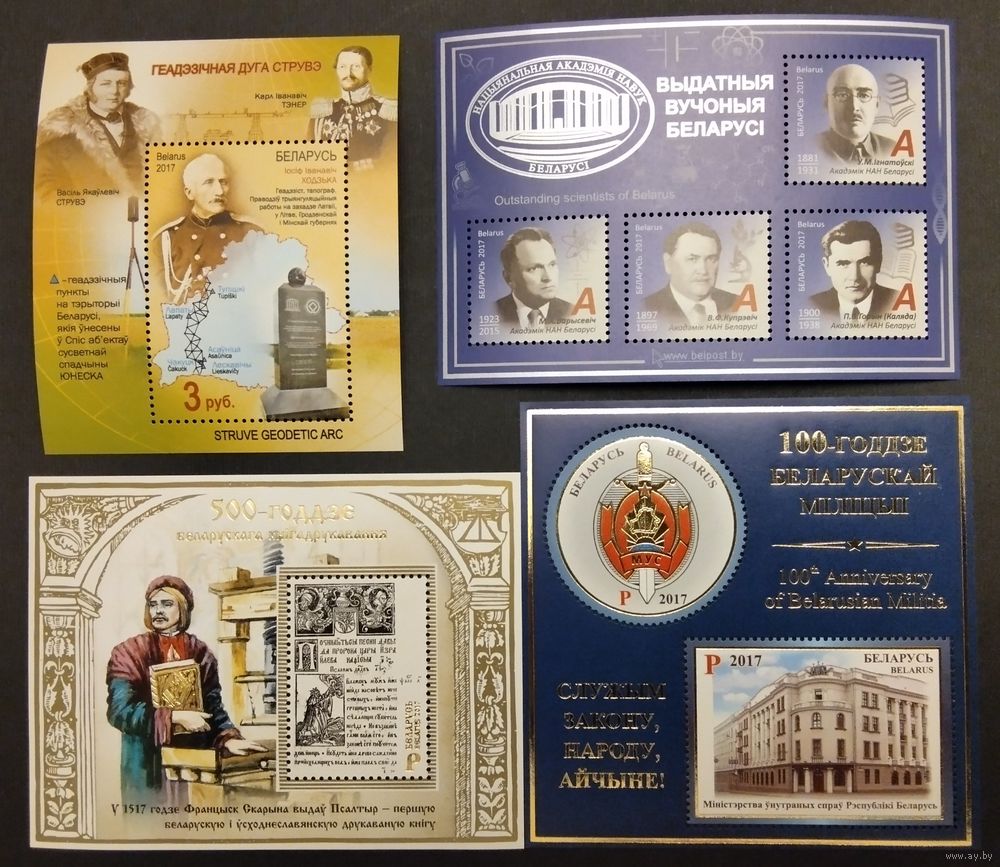 ГЕАДЭЗІЧНАЯ ДУГА СТРУВЭ
Карл Іванавіч
ТЭНЕР
Васіль Якаўлевіч
СТРУВЭ
Belarus
2017
БЕЛАРУСЬ
Іосіф Іванавіч
ХОДЗЬКА
Геадэзіст, тапограф.
Праводзіў трыянгуляцыйныя
работы на захадзе Латвіі,
у Літве, Гродзенскай
і Мінскай губернях
– геадэзічныя
пункты
на тэрыторыі
Беларусі,
якія ўнесены
ў Спіс аб'ектаў
сусветнай
спадчыны
ЮНЕСКА
Тупішкі
Tupiški
Лапаты
Lapaty
Асаўніца
Asaŭnica
Чакуцк
Čakuck
Лескавічы
Lieskavičy
3 руб.
STRUVE GEODETIC ARC
НАЦЫЯНАЛЬНАЯ АКАДЭМІЯ НАВУК
БЕЛАРУСІ
ВЫДАТНЫЯ
ВУЧОНЫЯ
БЕЛАРУСІ
Outstanding scientists of Belarus
Belarus
БЕЛАРУСЬ 2017
1881
1931
А
У.М.Ігнатоўскі
Акадэмік НАН Беларусі
Belarus
БЕЛАРУСЬ 2017
1923
2015
А
М.А.Барысевіч
Акадэмік НАН Беларусі
Belarus
БЕЛАРУСЬ 2017
1897
1969
А
В.Ф.Купрэвіч
Акадэмік НАН Беларусі
Belarus
БЕЛАРУСЬ 2017
1900
1938
А
П.В.Горын (Каляда)
Акадэмік НАН Беларусі
www.belpost.by
500-годдзе
беларускага кнігадрукавання
БЕЛАРУСЬ
BELARUS 2017
Р
У 1517 годзе Францыск Скарына выдаў Псалтыр – першую
беларускую і ўсходнеславянскую друкаваную кнігу
100-ГОДДЗЕ
БЕЛАРУСКАЙ
МІЛІЦЫІ
100th Anniversary
of Belarusian Militia
БЕЛАРУСЬ BELARUS
МУС
Р 2017
СЛУЖЫМ
ЗАКОНУ,
НАРОДУ,
АЙЧЫНЕ!
Р 2017
БЕЛАРУСЬ
BELARUS
Міністэрства ўнутраных спраў Рэспублікі Беларусь
www.ay.by